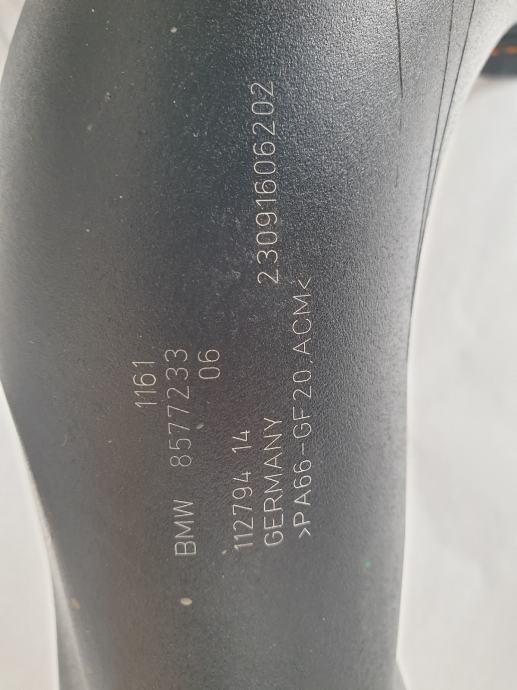 1161
BMW 8577233
06
112794 14
GERMANY
23091606202
>PA66-GF20.ACM<